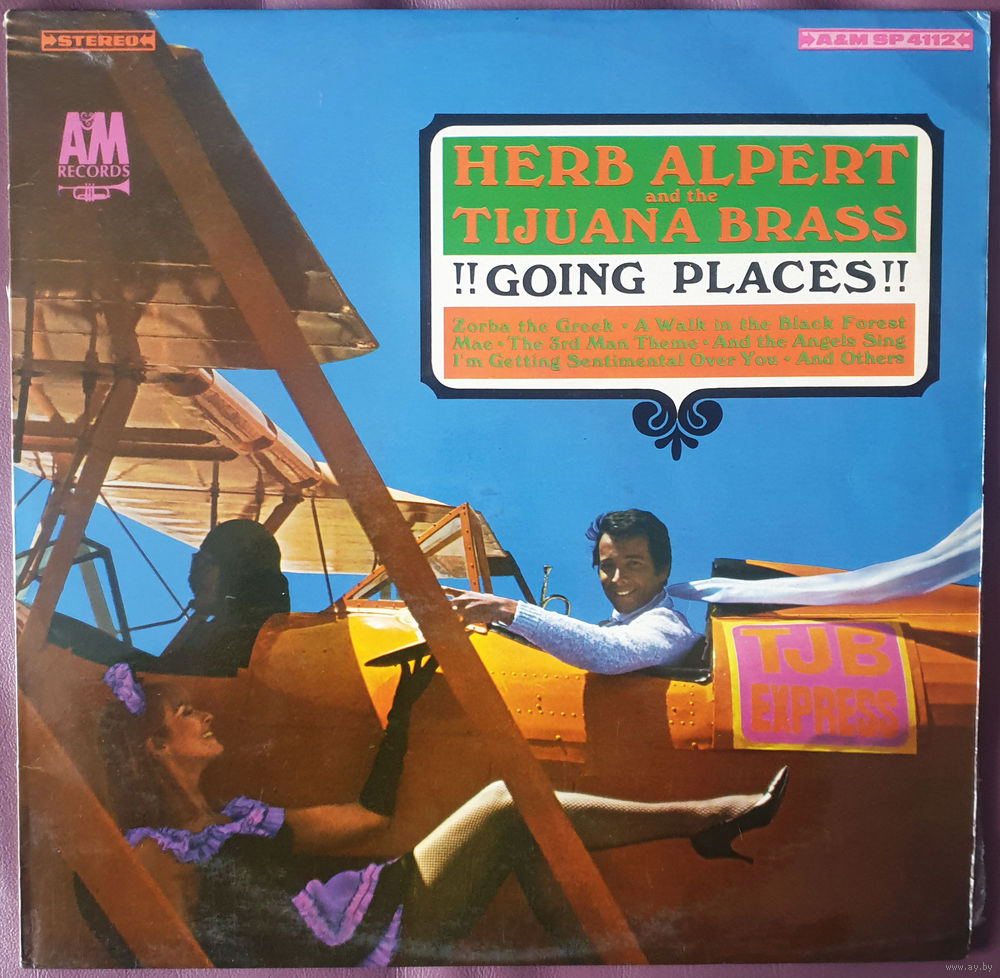 STEREO
A&M SP 4112
A&M
RECORDS
HERB ALPERT
and the
TIJUANA BRASS
!!GOING PLACES!!
Zorba the Greek • A Walk in the Black Forest
Mae • The 3rd Man Theme • And the Angels Sing
I'm Getting Sentimental Over You • And Others
TJB
EXPRESS
www.ay.by